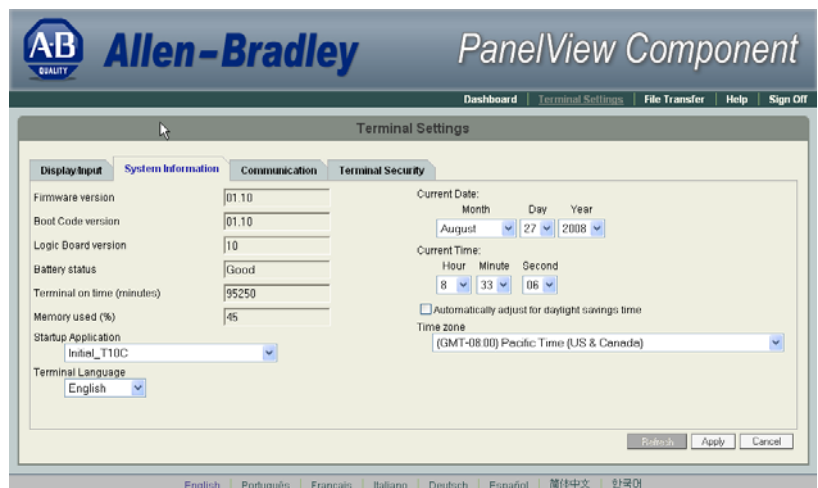 A·B
QUALITY
Allen-Bradley
PanelView Component
Dashboard | Terminal Settings | File Transfer | Help | Sign Off
Terminal Settings
Display/Input
System Information
Communication
Terminal Security
Firmware version 01.10
Boot Code version 01.10
Logic Board version 10
Battery status Good
Terminal on time (minutes) 95250
Memory used (%) 45
Startup Application
Initial_T10C
Terminal Language
English
Current Date:
Month Day Year
August 27 2008
Current Time:
Hour Minute Second
8 33 06
Automatically adjust for daylight savings time
Time zone
(GMT-08:00) Pacific Time (US & Canada)
Refresh Apply Cancel
English | Português | Français | Italiano | Deutsch | Español | 简体中文 | 한국어